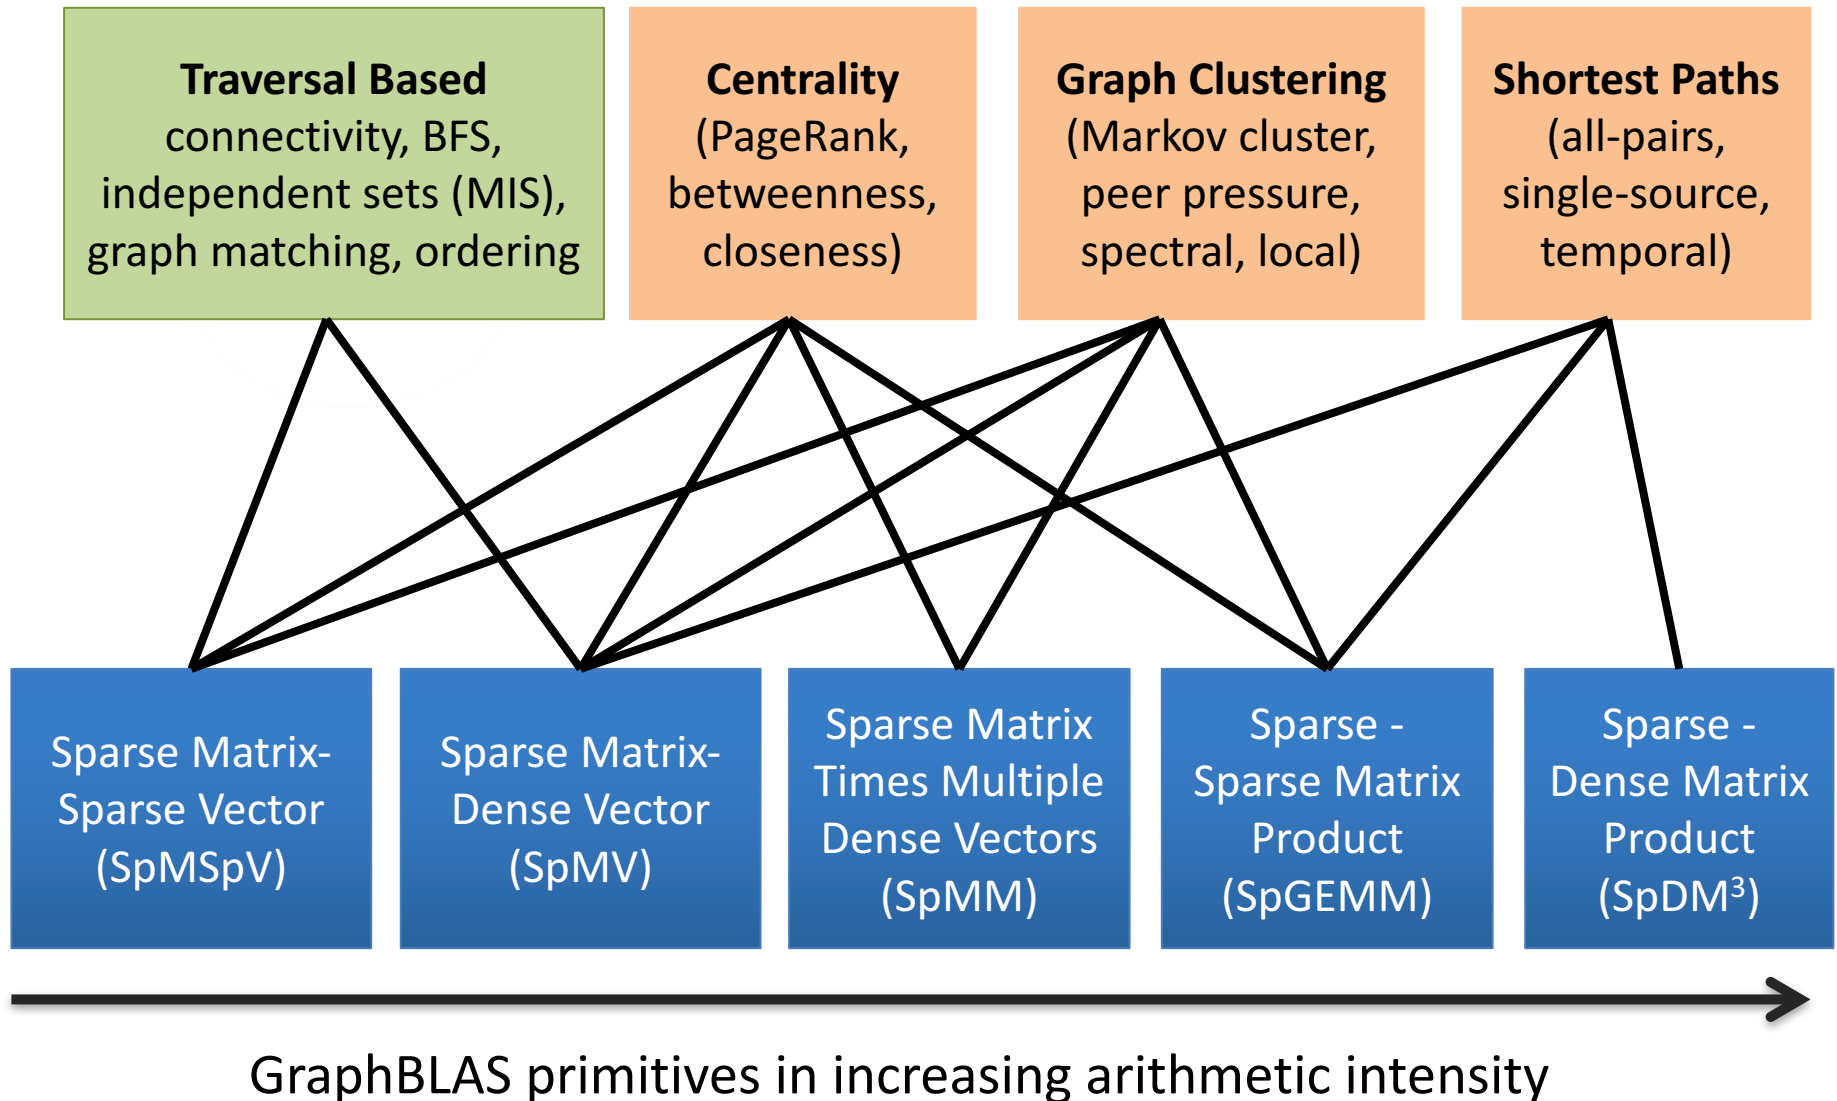 Traversal Based
connectivity, BFS,
independent sets (MIS),
graph matching, ordering
Centrality
(PageRank,
betweenness,
closeness)
Graph Clustering
(Markov cluster,
peer pressure,
spectral, local)
Shortest Paths
(all-pairs,
single-source,
temporal)
Sparse Matrix-
Sparse Vector
(SpMSpV)
Sparse Matrix-
Dense Vector
(SpMV)
Sparse Matrix
Times Multiple
Dense Vectors
(SpMM)
Sparse -
Sparse Matrix
Product
(SpGEMM)
Sparse -
Dense Matrix
Product
(SpDM³)
GraphBLAS primitives in increasing arithmetic intensity